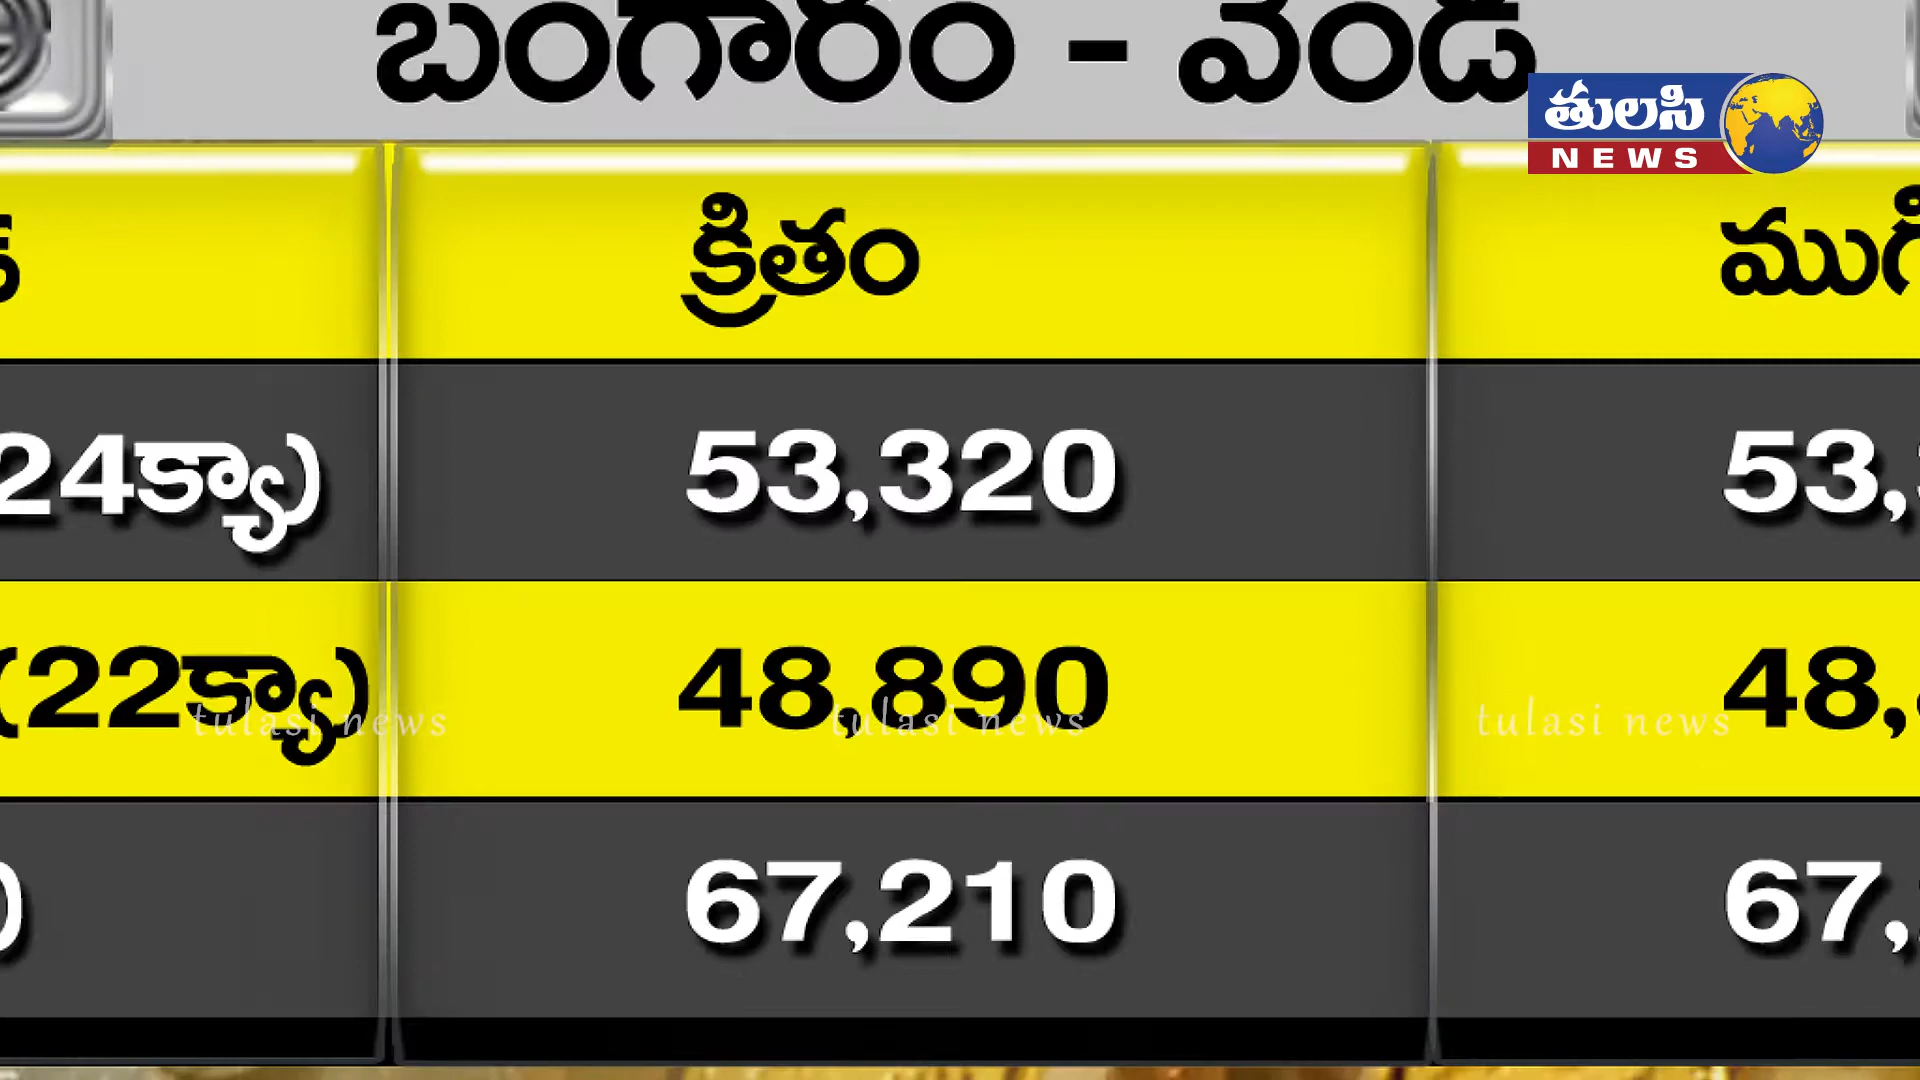 బంగారం - వెండి
తులసి
NEWS
క్రితం
24క్యా) 53,320 53,
(22క్యా) 48,890 48,
tulasi news tulasi news tulasi news
67,210 67,